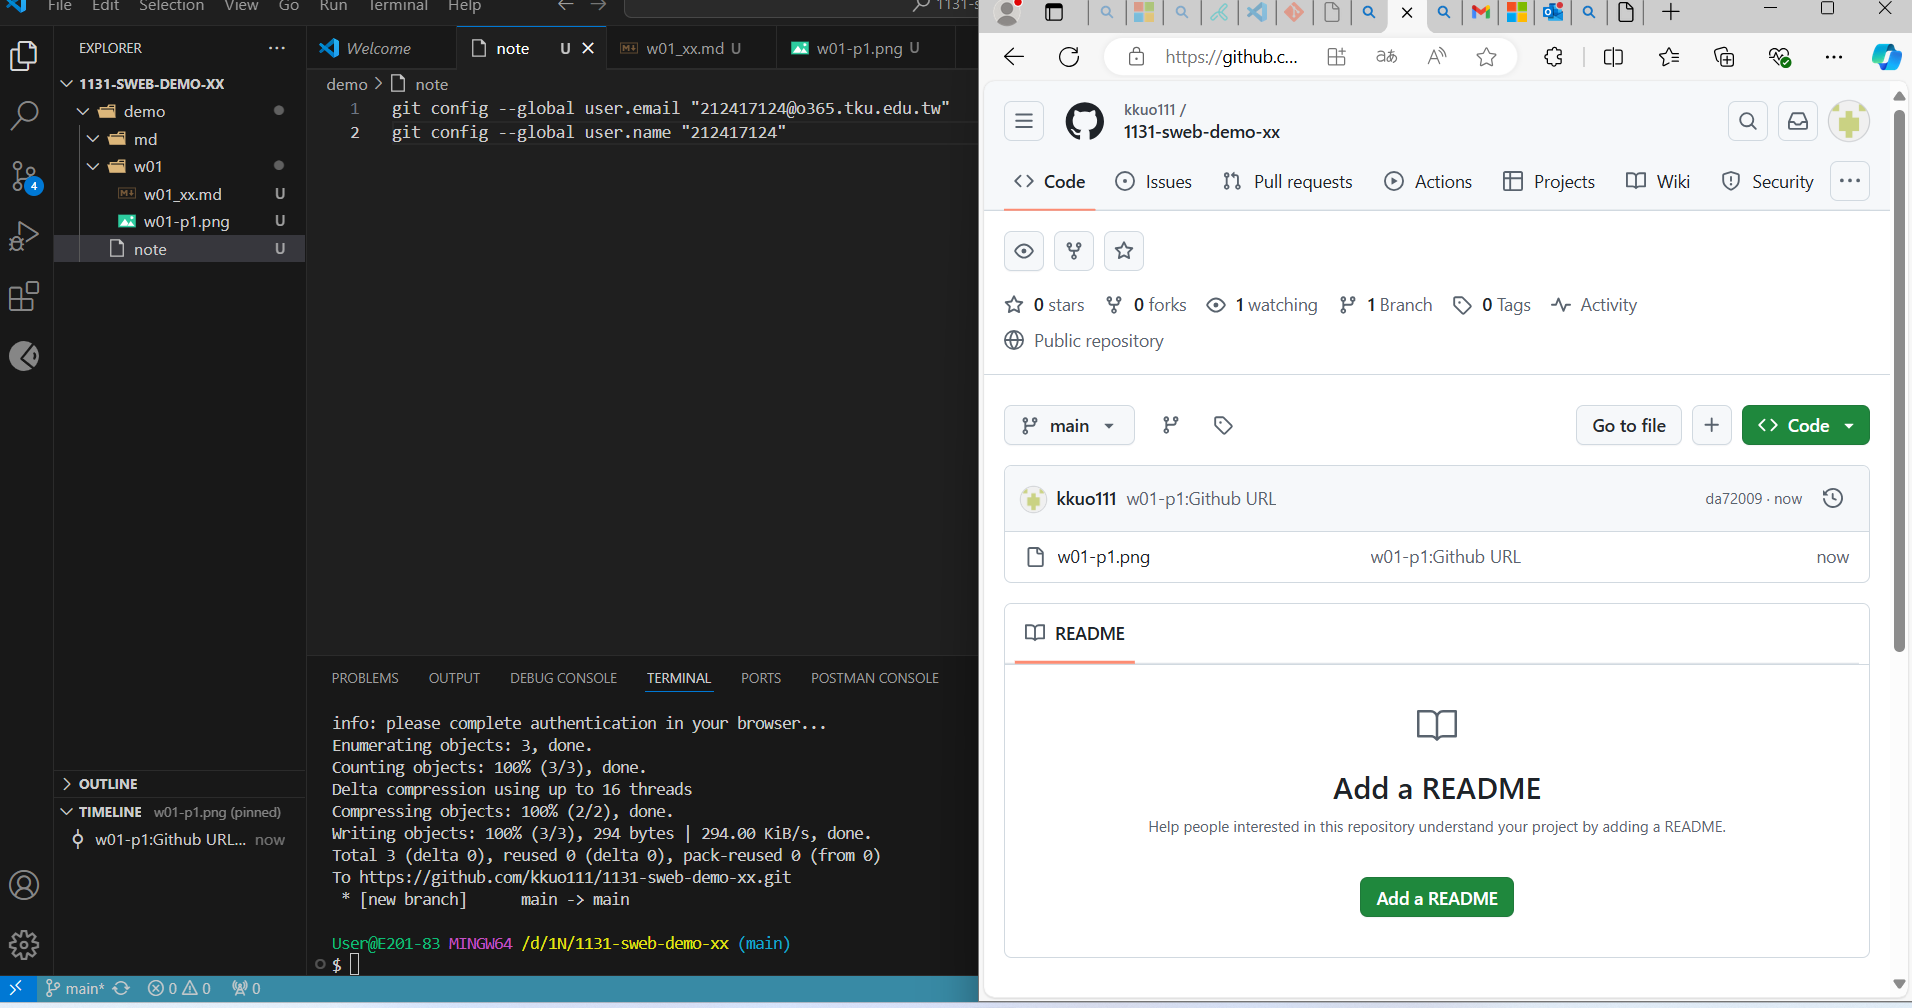 File Edit Selection View Go Run Terminal Help
1131-s
EXPLORER
1131-SWEB-DEMO-XX
demo
md
w01
w01_xx.md U
w01-p1.png U
note U
OUTLINE
TIMELINE w01-p1.png (pinned)
w01-p1:Github URL... now
Welcome
note U
w01_xx.md U
w01-p1.png U
demo > note
1 git config --global user.email "212417124@o365.tku.edu.tw"
2 git config --global user.name "212417124"
PROBLEMS OUTPUT DEBUG CONSOLE TERMINAL PORTS POSTMAN CONSOLE
info: please complete authentication in your browser...
Enumerating objects: 3, done.
Counting objects: 100% (3/3), done.
Delta compression using up to 16 threads
Compressing objects: 100% (2/2), done.
Writing objects: 100% (3/3), 294 bytes | 294.00 KiB/s, done.
Total 3 (delta 0), reused 0 (delta 0), pack-reused 0 (from 0)
To https://github.com/kkuo111/1131-sweb-demo-xx.git
* [new branch] main -> main
User@E201-83 MINGW64 /d/1N/1131-sweb-demo-xx (main)
$
main* 0 0 0
4
https://github.c...
aあ
kkuo111 /
1131-sweb-demo-xx
Code Issues Pull requests Actions Projects Wiki Security
0 stars 0 forks 1 watching 1 Branch 0 Tags Activity
Public repository
main
Go to file
Code
kkuo111 w01-p1:Github URL da72009 · now
w01-p1.png w01-p1:Github URL now
README
Add a README
Help people interested in this repository understand your project by adding a README.
Add a README